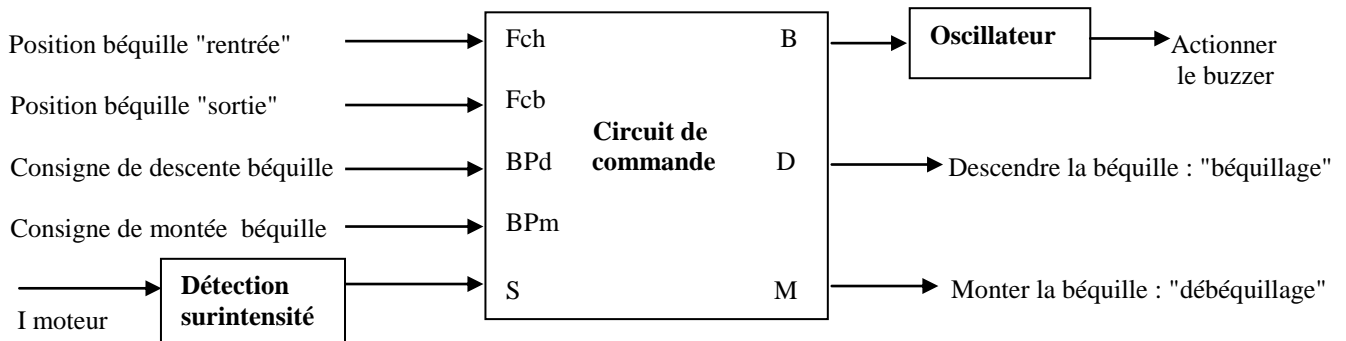 Position béquille "rentrée"
Position béquille "sortie"
Consigne de descente béquille
Consigne de montée béquille
I moteur
Détection
surintensité
Fch
Fcb
BPd
BPm
S
Circuit de
commande
B
D
M
Oscillateur
Actionner
le buzzer
Descendre la béquille : "béquillage"
Monter la béquille : "débéquillage"